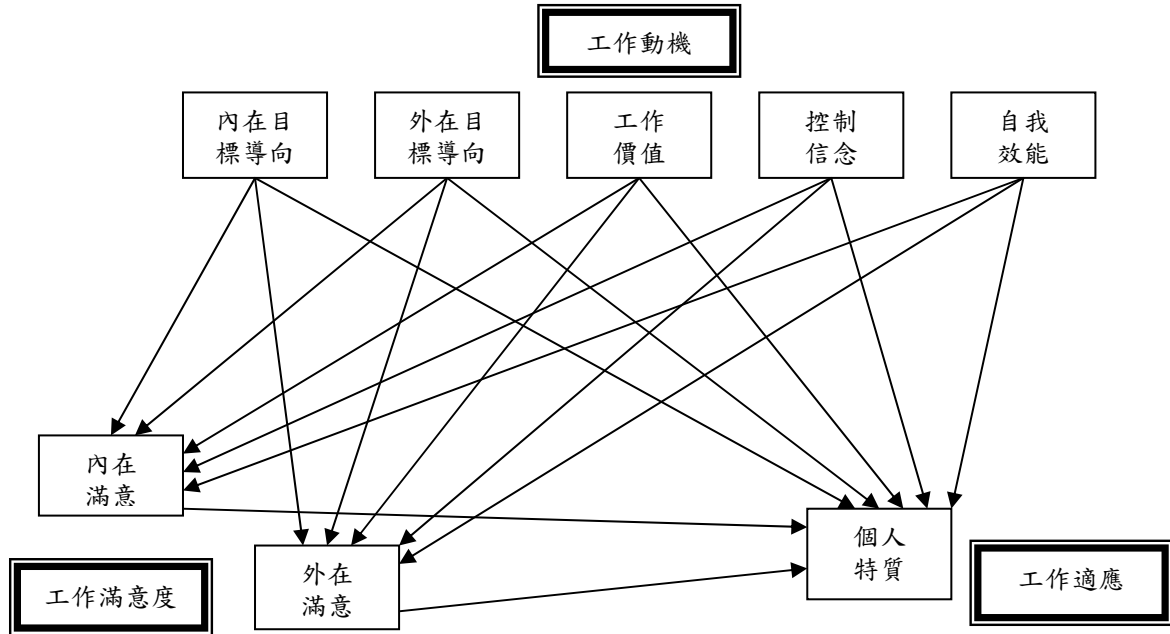 工作動機
內在目
標導向
外在目
標導向
工作
價值
控制
信念
自我
效能
內在
滿意
外在
滿意
個人
特質
工作滿意度
工作適應